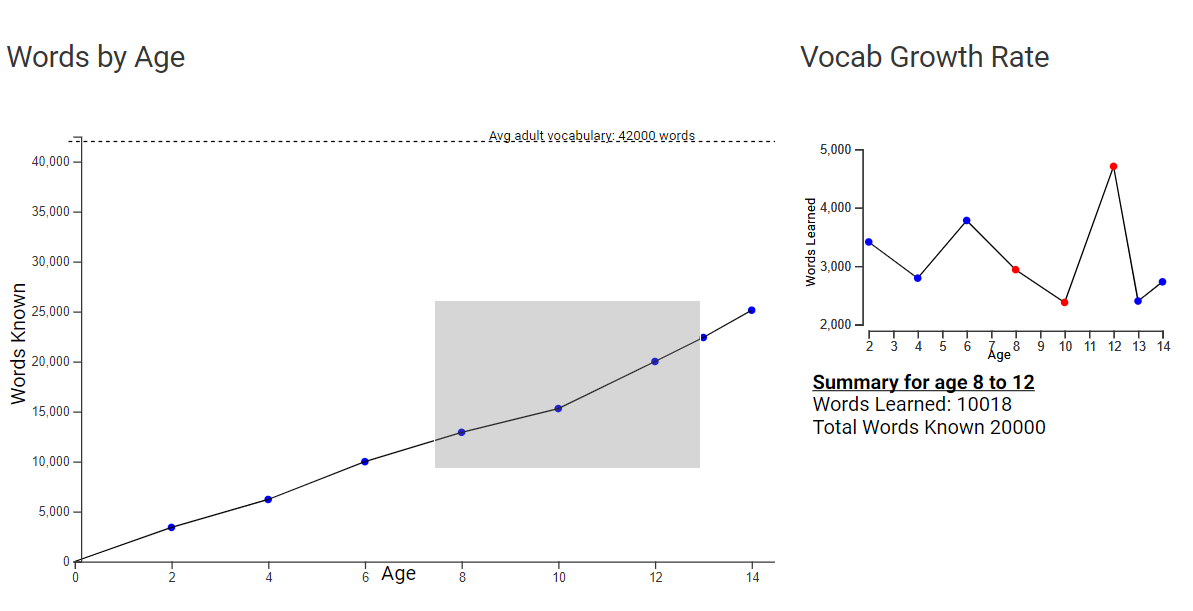 Words by Age
Vocab Growth Rate
Avg adult vocabulary: 42000 words
40,000
35,000
30,000
25,000
20,000
15,000
10,000
5,000
0
Words Known
0 2 4 6 8 10 12 14
Age
5,000
4,000
3,000
2,000
Words Learned
2 3 4 5 6 7 8 9 10 11 12 13 14
Age
Summary for age 8 to 12
Words Learned: 10018
Total Words Known 20000